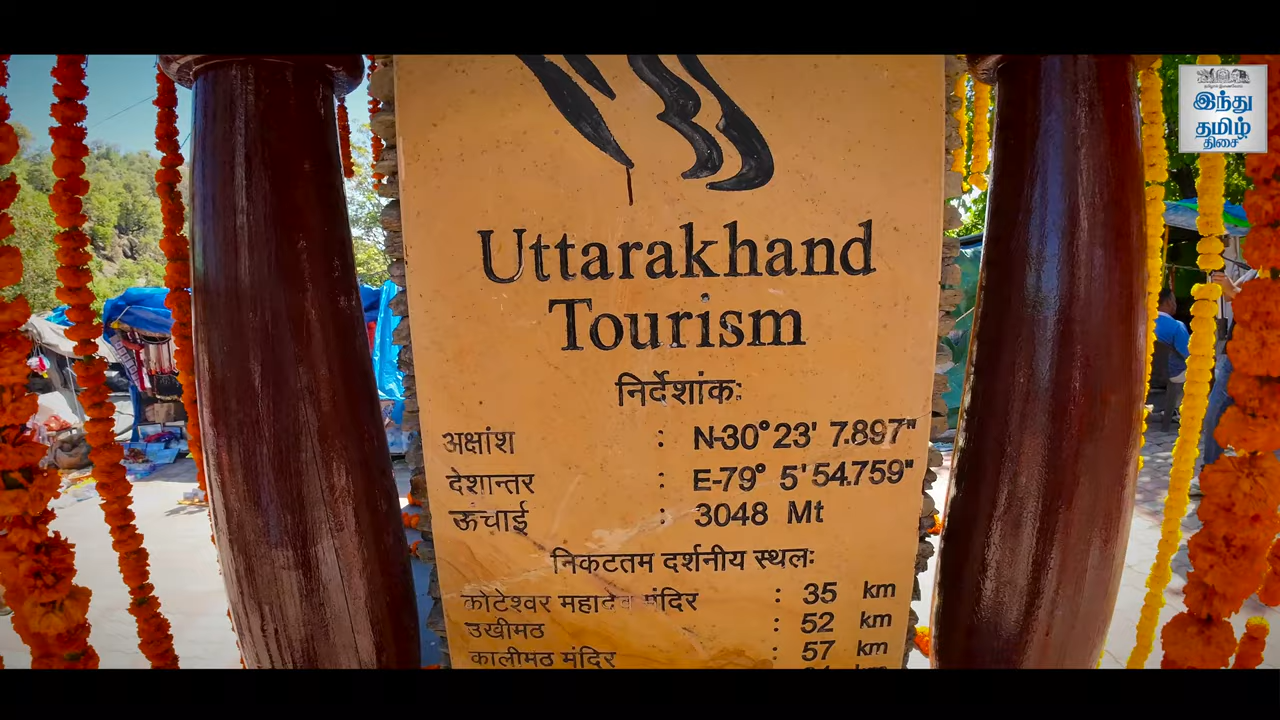 இந்து
தமிழ்
திசை
Uttarakhand
Tourism
निर्देशांक:
अक्षांश : N-30° 23' 7.897"
देशान्तर : E-79° 5' 54.759"
ऊंचाई : 3048 Mt
निकटतम दर्शनीय स्थल:
कोटेश्वर महादेव मंदिर : 35 km
उखीमठ : 52 km
कालीमठ मंदिर : 57 km